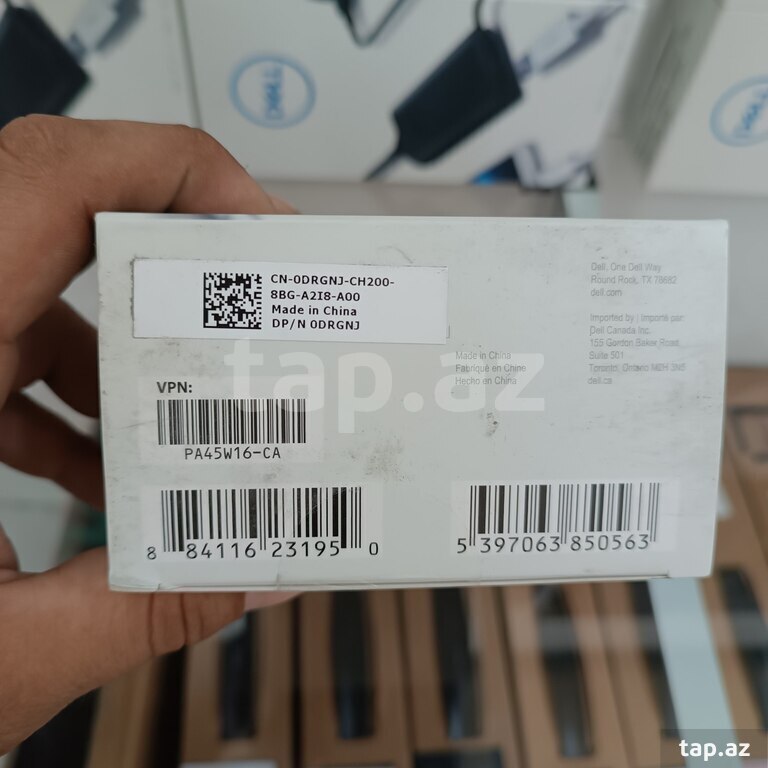 DELL
DELL
CN-0DRGNJ-CH200-
8BG-A2I8-A00
Made in China
DP/N 0DRGNJ
Dell, One Dell Way
Round Rock, TX 78682
dell.com
Imported by | Importé par:
Dell Canada Inc.
155 Gordon Baker Road,
Suite 501
Toronto, Ontario M2H 3N5
dell.ca
Made in China
Fabriqué en Chine
Hecho en China
tap.az
VPN:
PA45W16-CA
8 84116 23195 0
5 397063 850563
tap.az